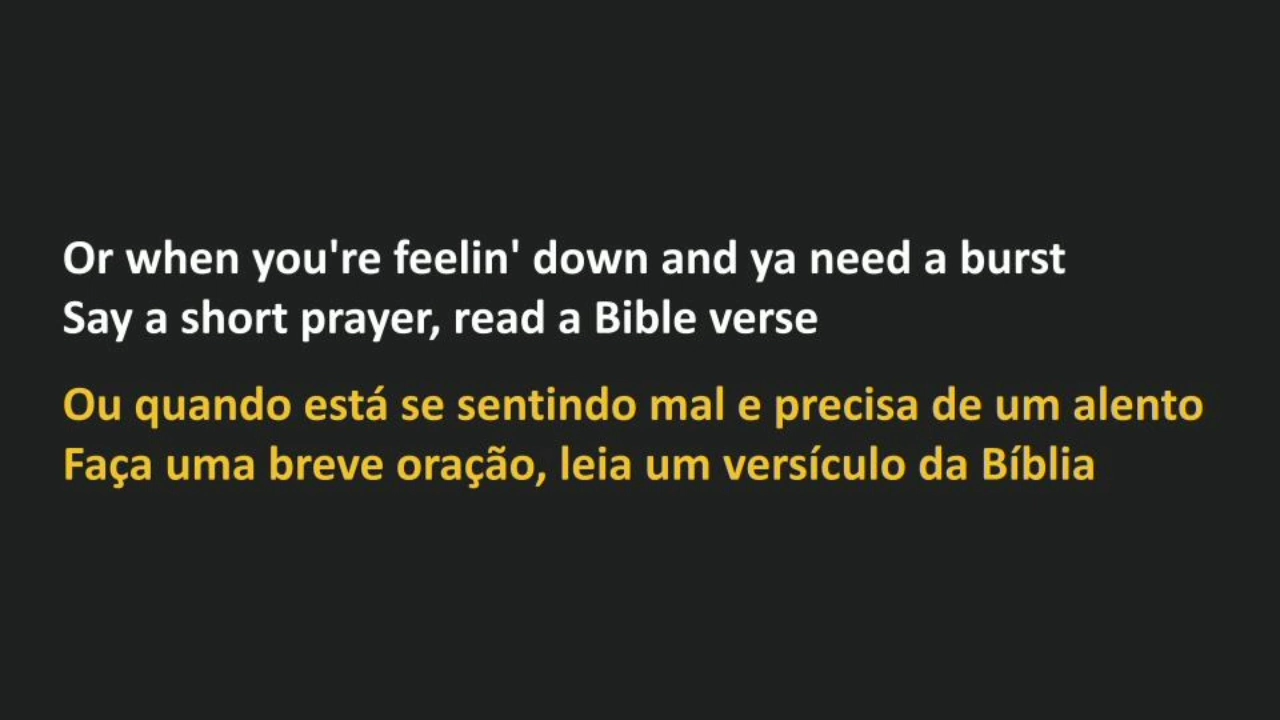 Or when you're feelin' down and ya need a burst
Say a short prayer, read a Bible verse
Ou quando está se sentindo mal e precisa de um alento
Faça uma breve oração, leia um versículo da Bíblia